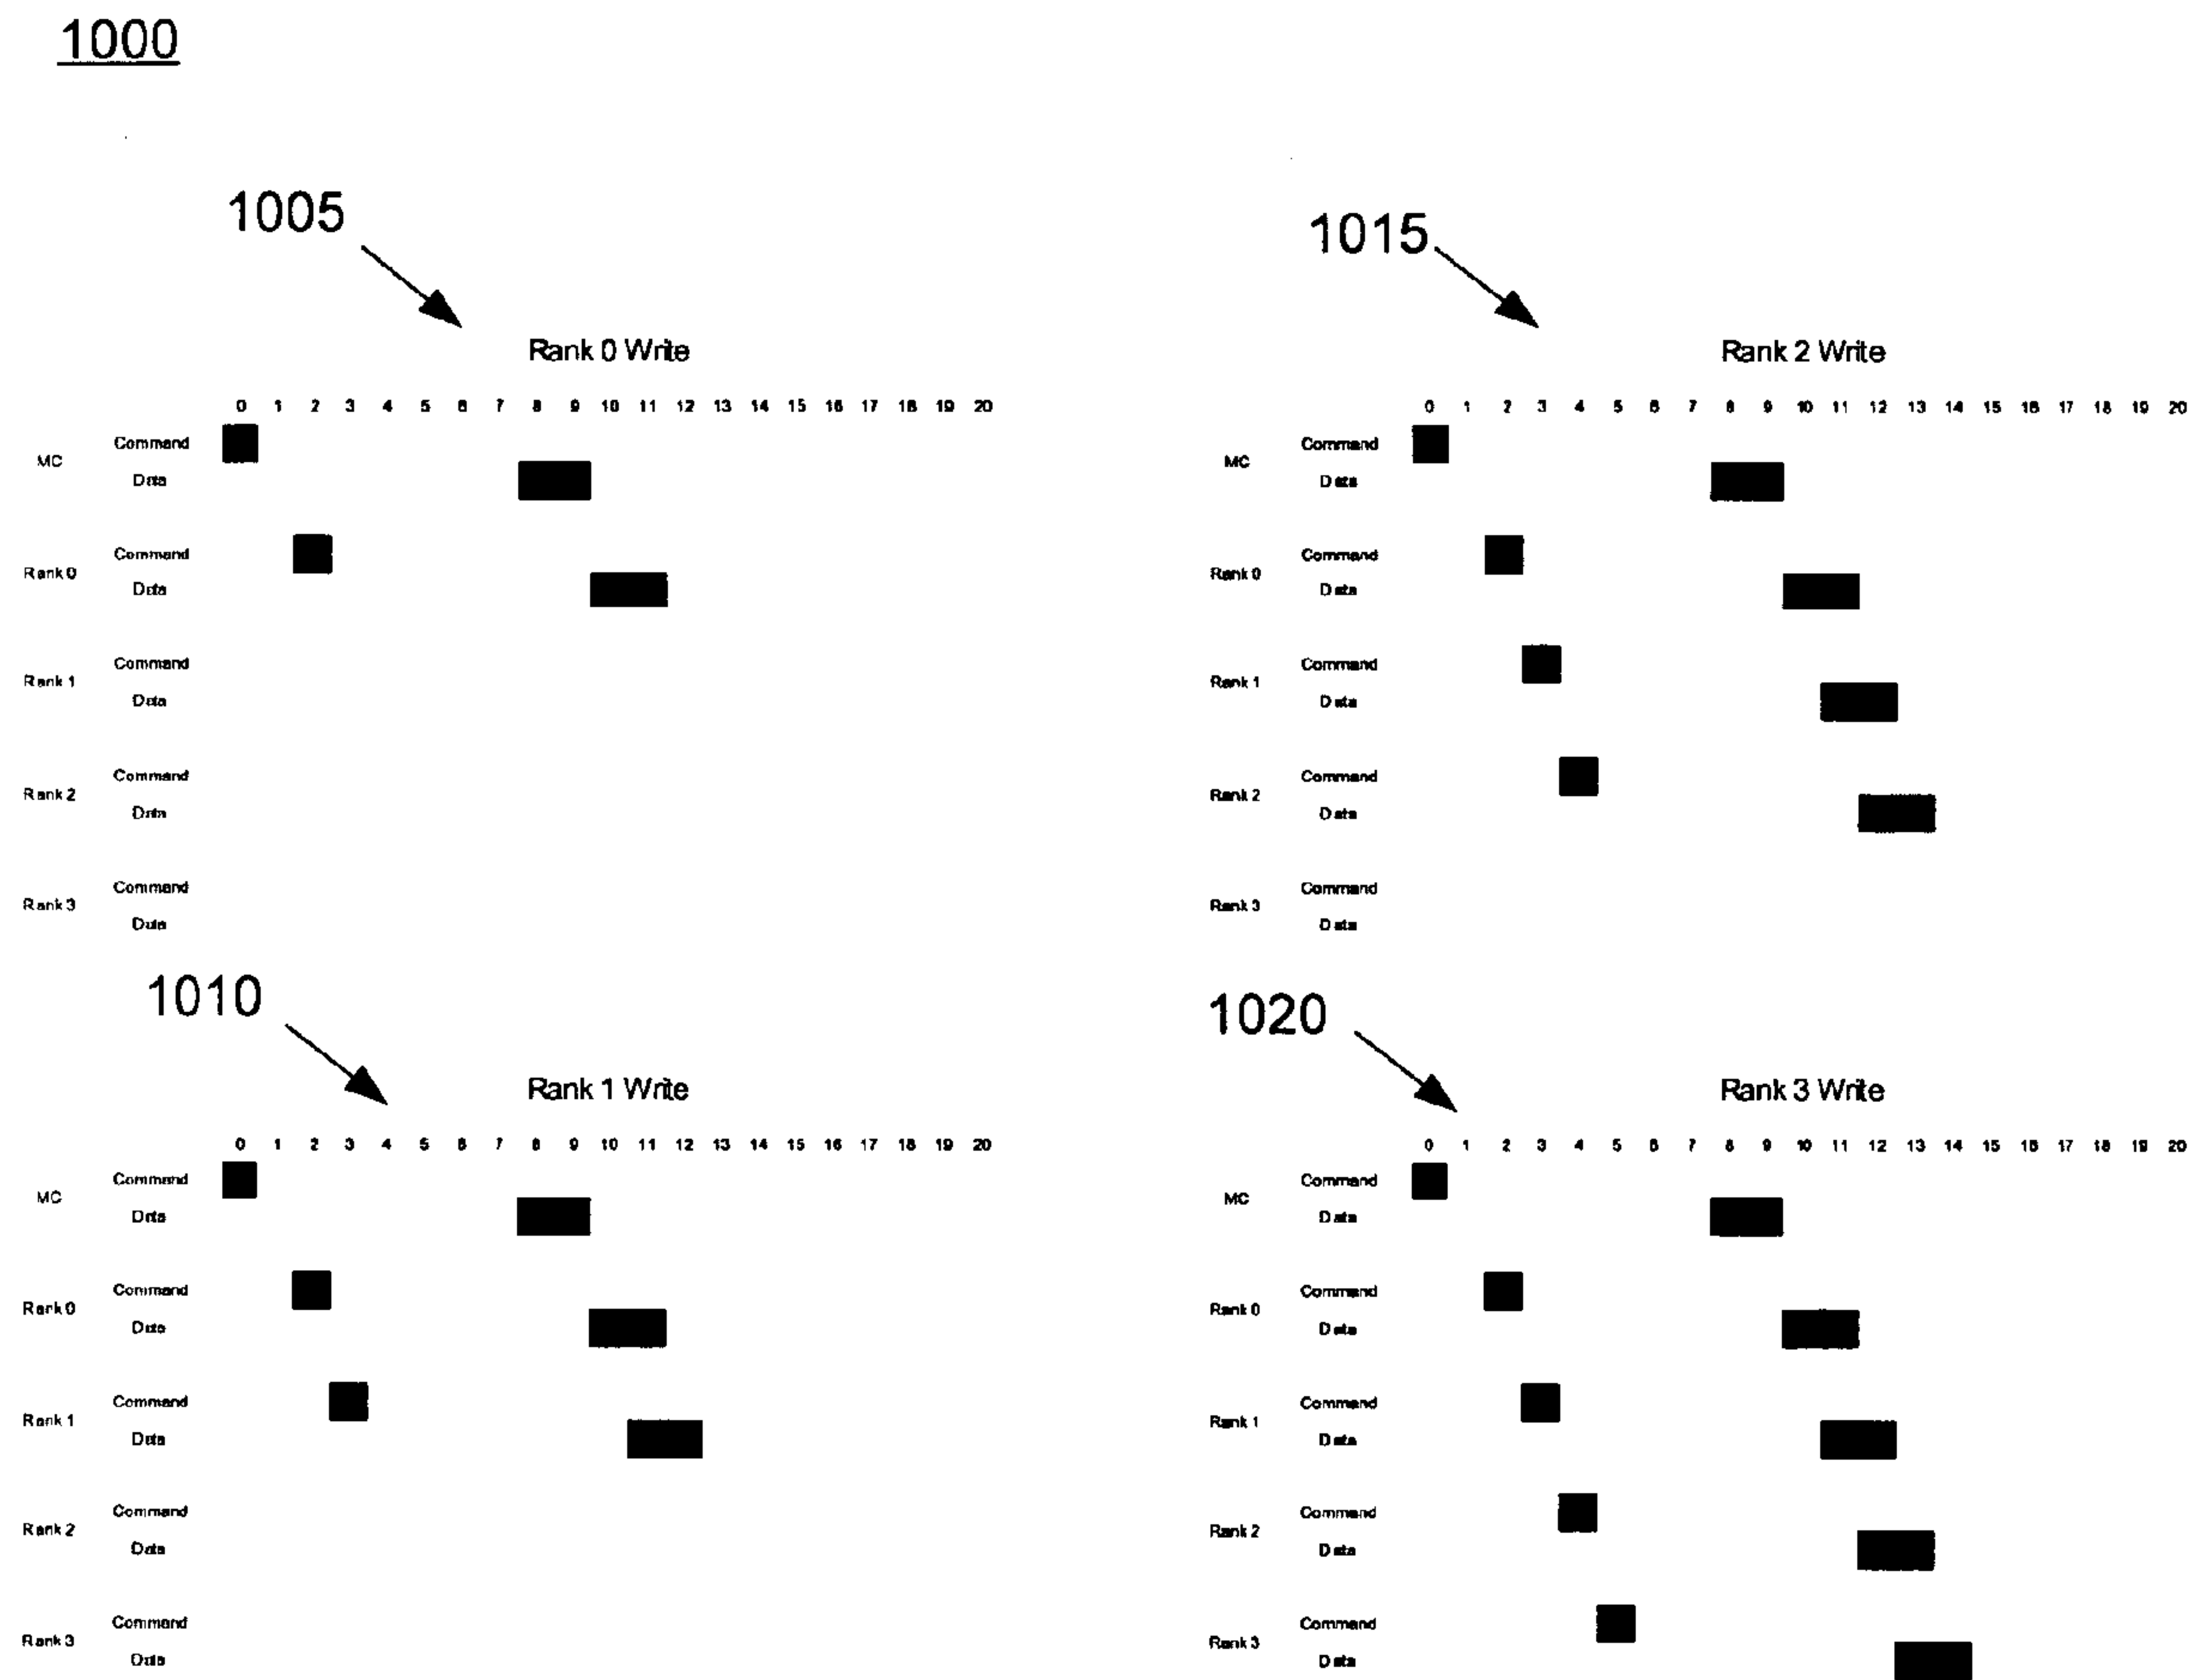 1000
1005
Rank 0 Write
0 1 2 3 4 5 6 7 8 9 10 11 12 13 14 15 16 17 18 19 20
MC
Command
Data
Rank 0
Command
Data
Rank 1
Command
Data
Rank 2
Command
Data
Rank 3
Command
Data
1015
Rank 2 Write
0 1 2 3 4 5 6 7 8 9 10 11 12 13 14 15 16 17 18 19 20
MC
Command
Data
Rank 0
Command
Data
Rank 1
Command
Data
Rank 2
Command
Data
Rank 3
Command
Data
1010
Rank 1 Write
0 1 2 3 4 5 6 7 8 9 10 11 12 13 14 15 16 17 18 19 20
MC
Command
Data
Rank 0
Command
Data
Rank 1
Command
Data
Rank 2
Command
Data
Rank 3
Command
Data
1020
Rank 3 Write
0 1 2 3 4 5 6 7 8 9 10 11 12 13 14 15 16 17 18 19 20
MC
Command
Data
Rank 0
Command
Data
Rank 1
Command
Data
Rank 2
Command
Data
Rank 3
Command
Data